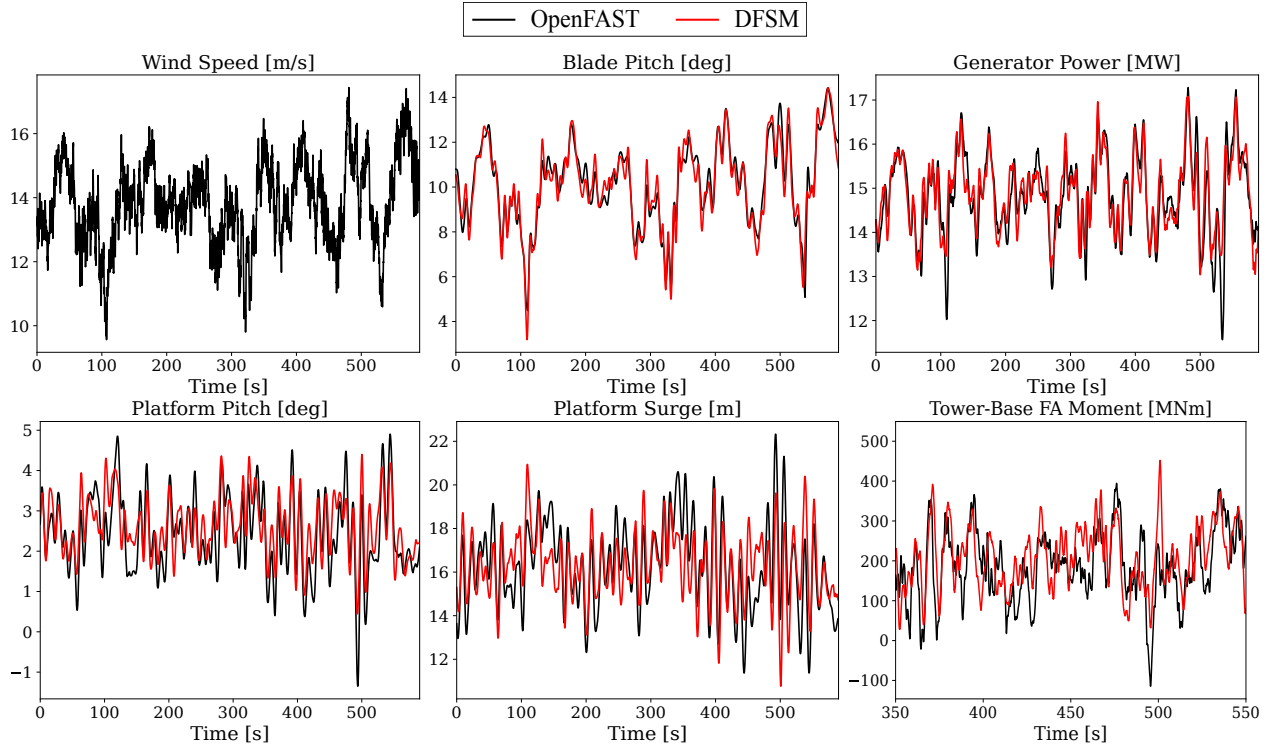 OpenFAST DFSM
Wind Speed [m/s] Blade Pitch [deg] Generator Power [MW]
16
14
12
10
0 100 200 300 400 500
Time [s]
14
12
10
8
6
4
0 100 200 300 400 500
Time [s]
17
16
15
14
13
12
0 100 200 300 400 500
Time [s]
Platform Pitch [deg] Platform Surge [m] Tower-Base FA Moment [MNm]
5
4
3
2
1
0
−1
0 100 200 300 400 500
Time [s]
22
20
18
16
14
12
0 100 200 300 400 500
Time [s]
500
400
300
200
100
0
−100
350 400 450 500 550
Time [s]